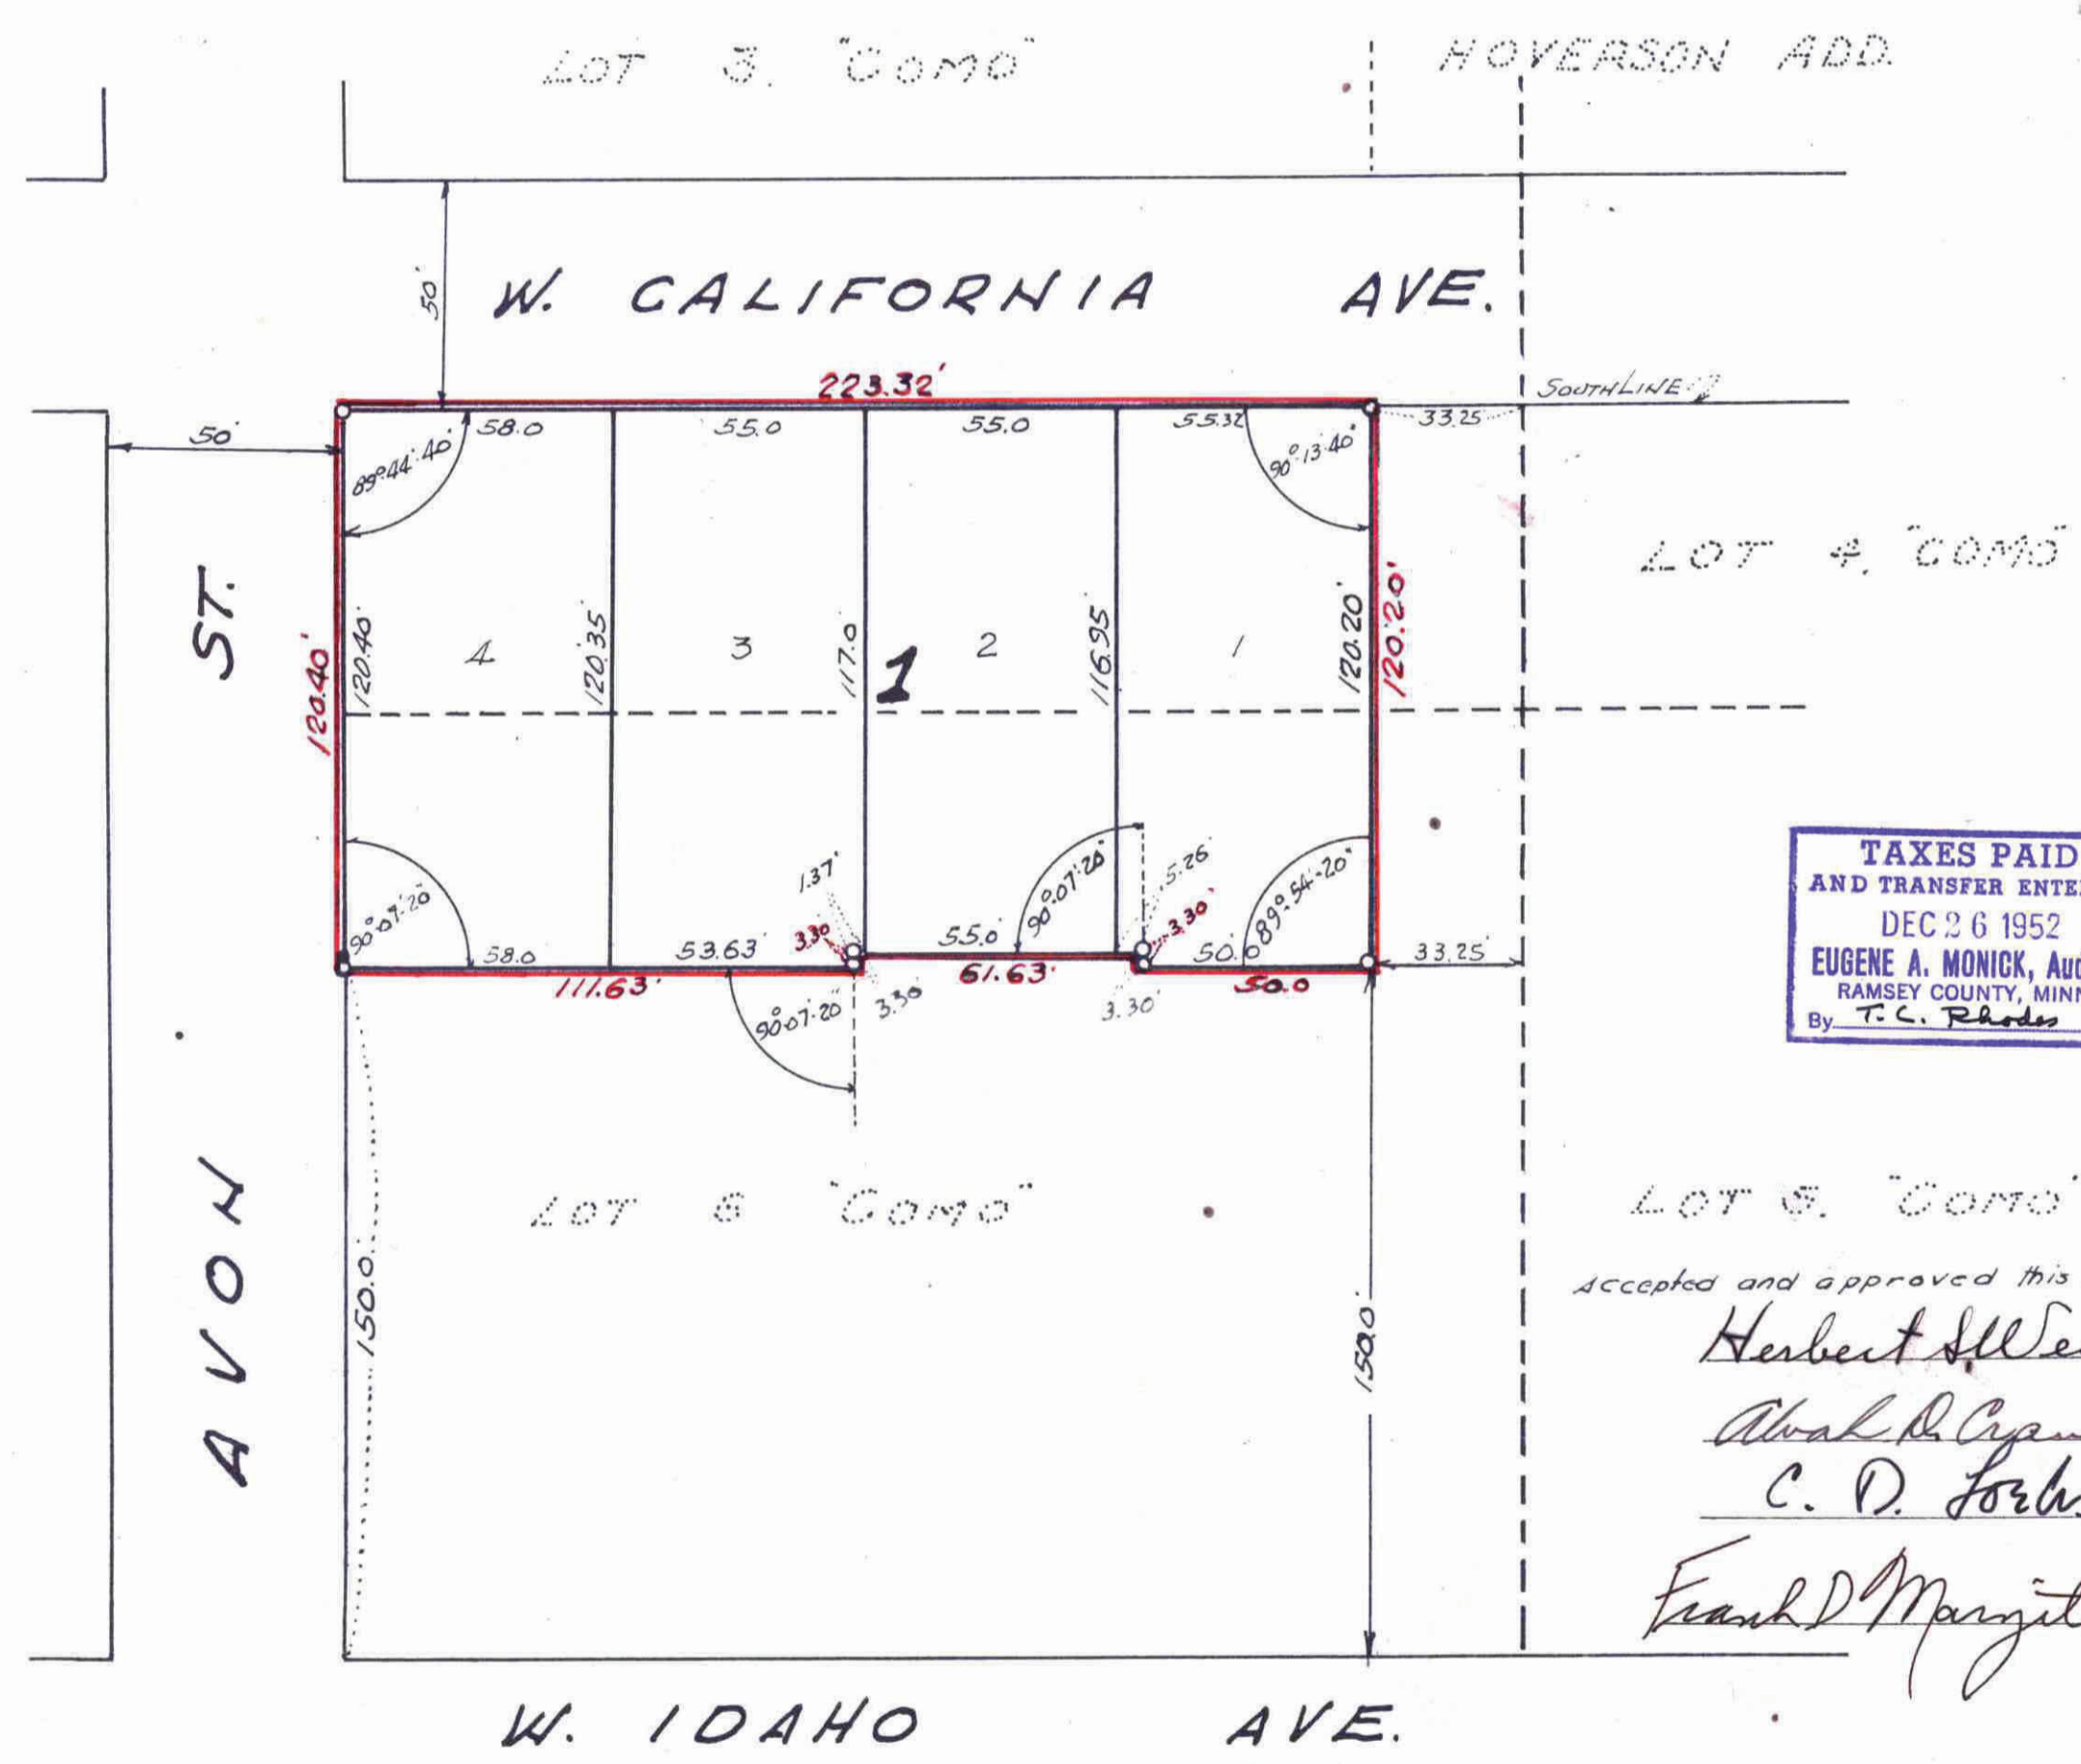 LOT 3, "COMO"
HOVERSON ADD.
50'
W. CALIFORNIA AVE.
223.32'
SOUTH LINE
50'
58.0
55.0
55.0
55.32
33.25
89°44'40"
90°13'40"
LOT 4, "COMO"
ST.
120.40'
120.40'
4
120.35'
3
117.0
1
2
116.95'
1
120.20'
120.20'
TAXES PAID
AND TRANSFER
DEC 26 1952
EUGENE A. MONICK,
RAMSEY COUNTY,
By T. C. Rhodes
1.37'
90°07'20"
5.26'
90°07'20"
3.30
3.30'
89°54'20"
58.0
53.63'
55.0'
50.0
33.25'
111.63'
61.63'
50.0
90°07'20"
3.30
3.30'
AVON
LOT 6 "COMO"
LOT 5, "COMO"
150.0'
150.0'
Accepted and approved this
Herbert
C. D.
Frank D
W. IDAHO AVE.